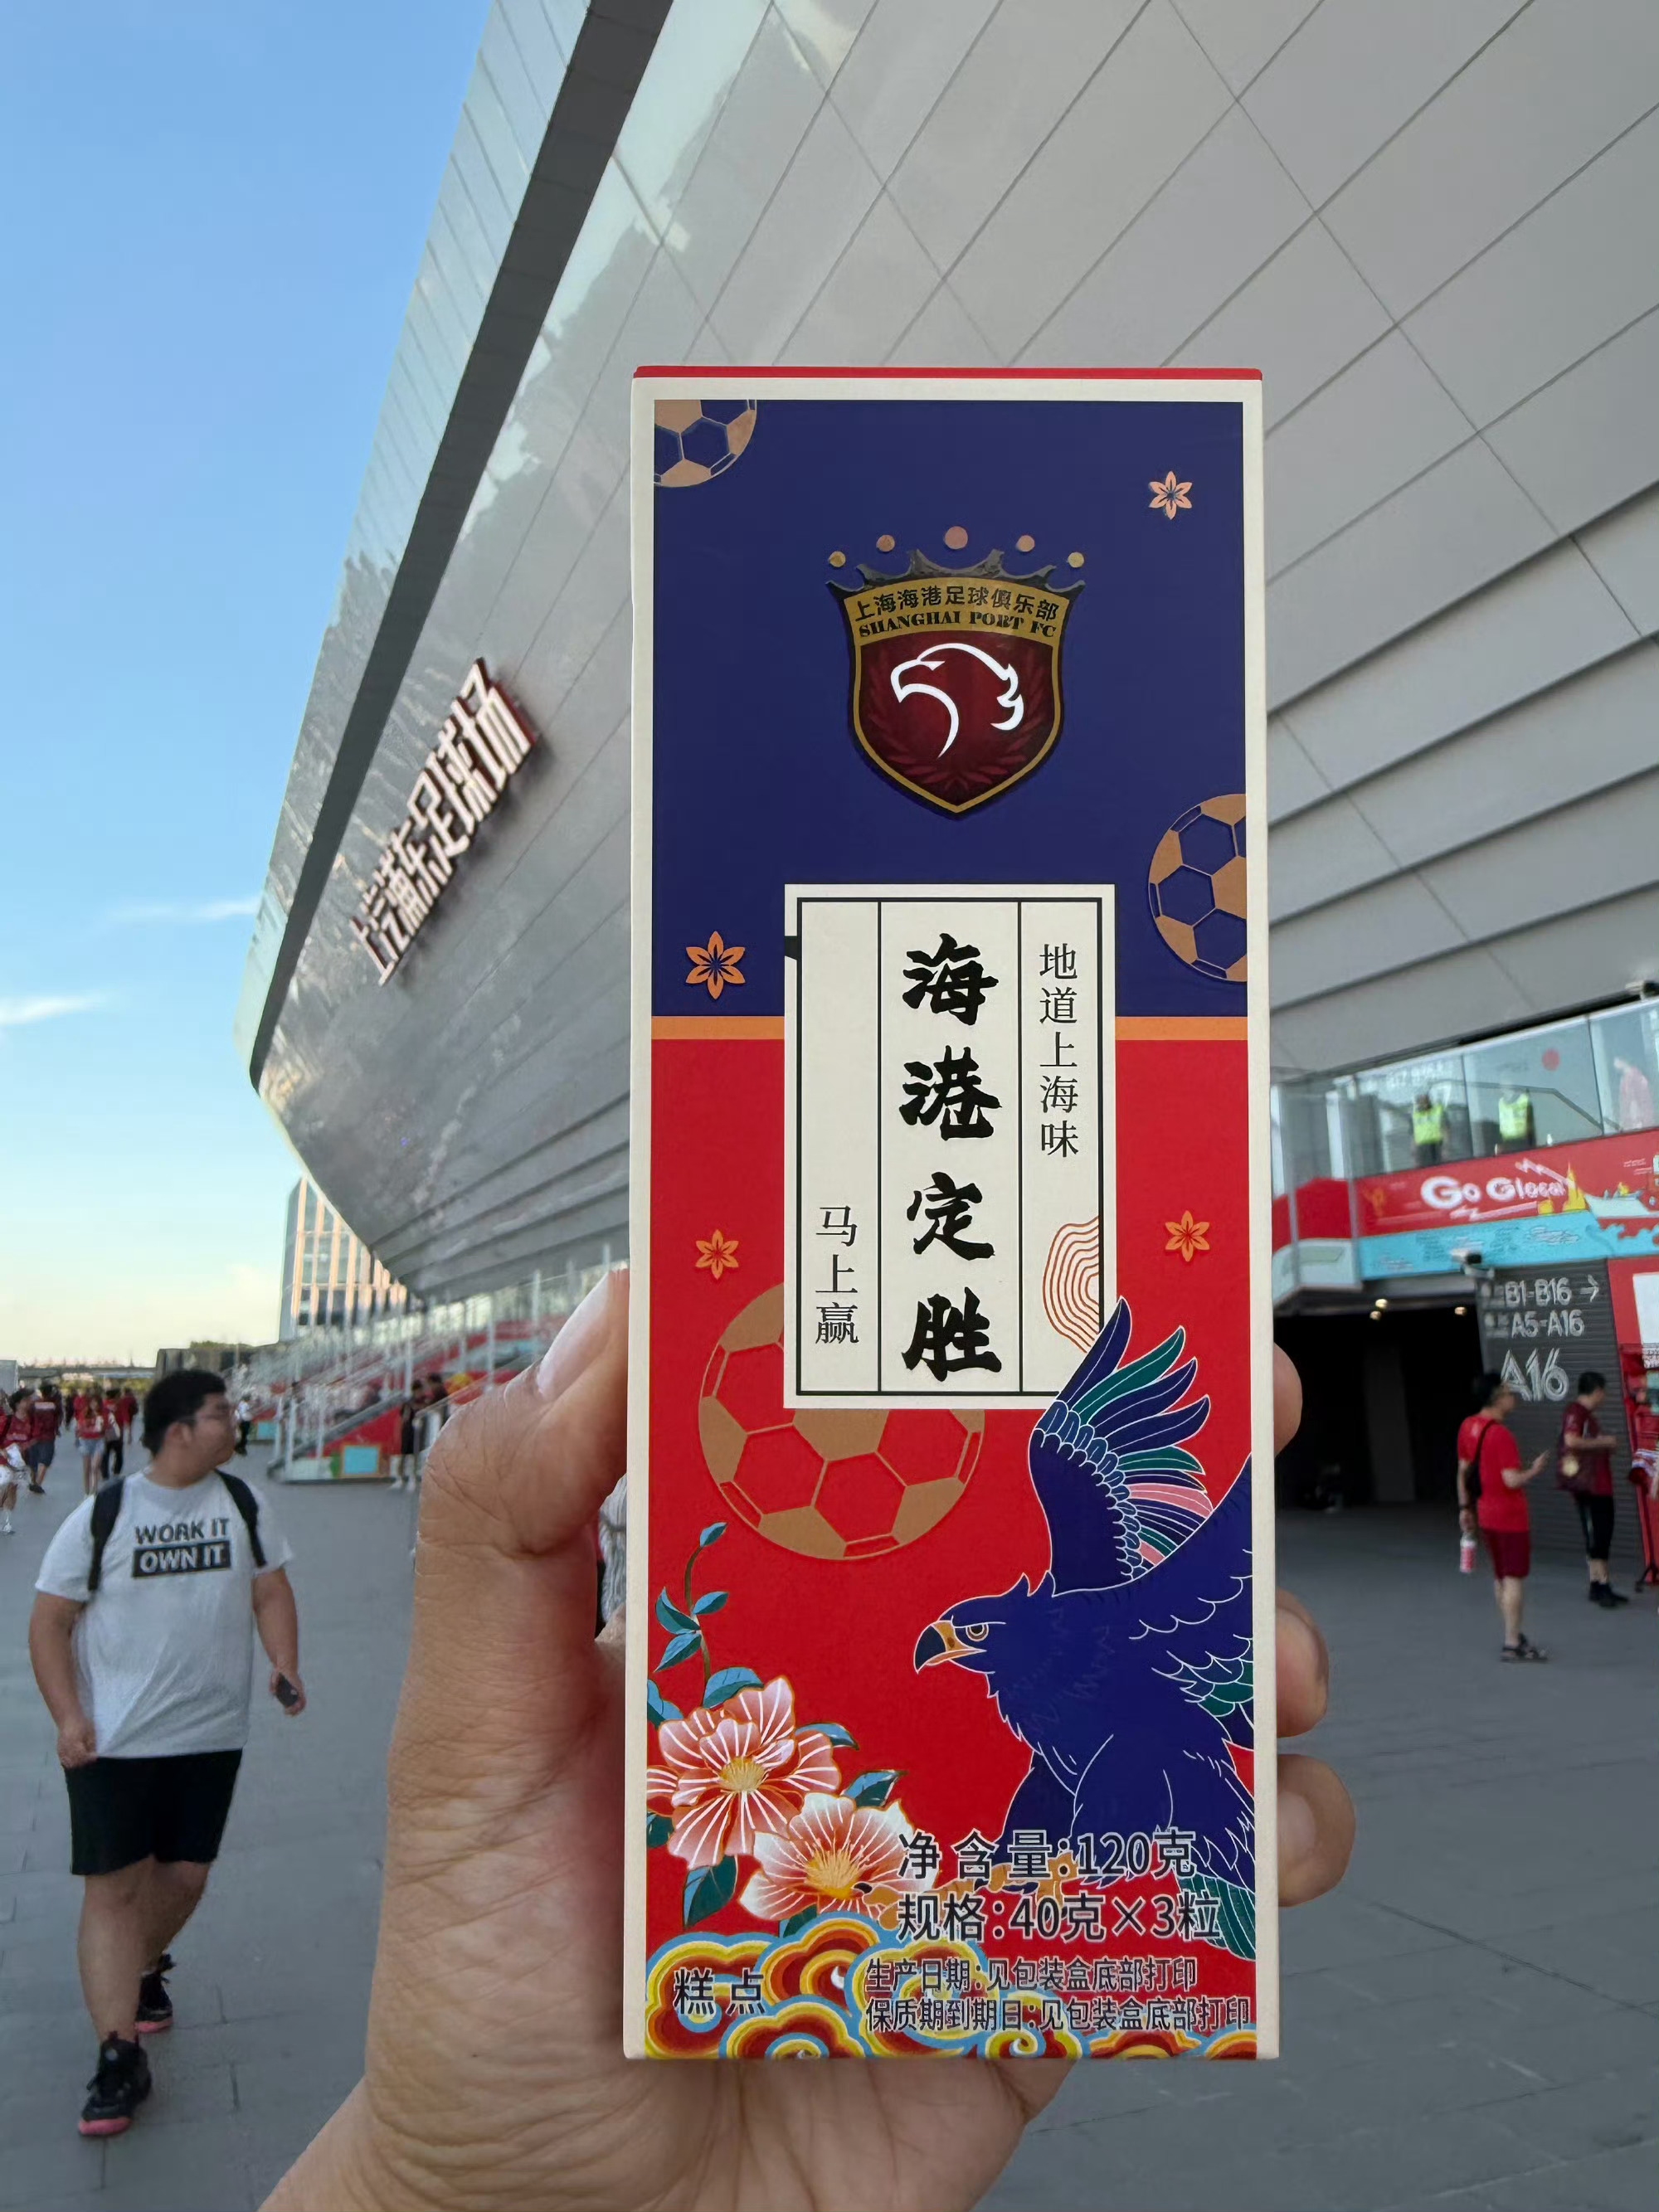 上汽浦东足球场
上海海港足球俱乐部
SHANGHAI PORT FC
地道上海味
海港定胜
马上赢
净含量:120克
规格:40克×3粒
生产日期:见包装盒底部打印
保质期到期日:见包装盒底部打印
糕点
WORK IT
OWN IT
Go Glocal
B1-B16
A5-A16
A16